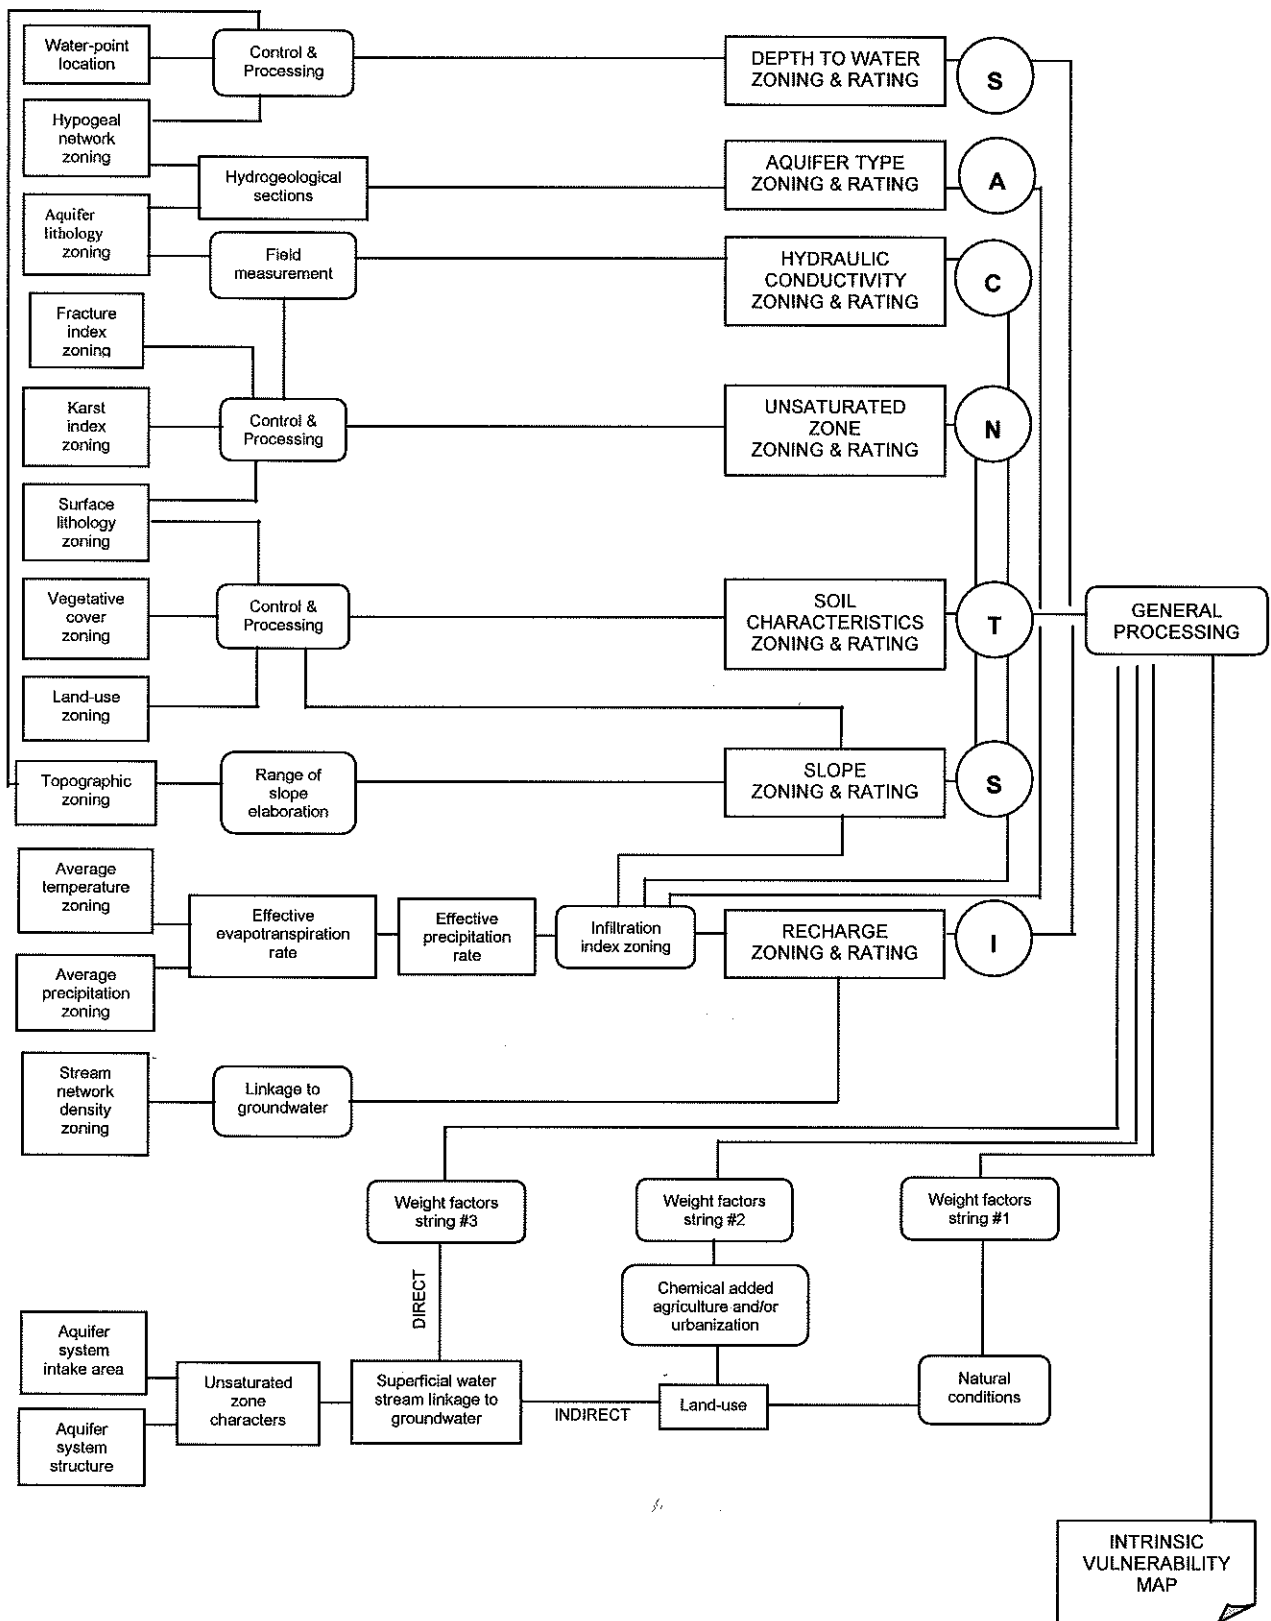 Water-point
location
Control &
Processing
DEPTH TO WATER
ZONING & RATING
S
Hypogeal
network
zoning
Hydrogeological
sections
AQUIFER TYPE
ZONING & RATING
A
Aquifer
lithology
zoning
Field
measurement
HYDRAULIC
CONDUCTIVITY
ZONING & RATING
C
Fracture
index
zoning
Karst
index
zoning
Control &
Processing
UNSATURATED
ZONE
ZONING & RATING
N
Surface
lithology
zoning
Vegetative
cover
zoning
Control &
Processing
SOIL
CHARACTERISTICS
ZONING & RATING
T
GENERAL
PROCESSING
Land-use
zoning
Topographic
zoning
Range of
slope
elaboration
SLOPE
ZONING & RATING
S
Average
temperature
zoning
Effective
evapotranspiration
rate
Effective
precipitation
rate
Infiltration
index zoning
RECHARGE
ZONING & RATING
I
Average
precipitation
zoning
Stream
network
density
zoning
Linkage to
groundwater
Weight factors
string #3
Weight factors
string #2
Weight factors
string #1
DIRECT
Chemical added
agriculture and/or
urbanization
Aquifer
system
intake area
Unsaturated
zone
characters
Superficial water
stream linkage to
groundwater
INDIRECT
Land-use
Natural
conditions
Aquifer
system
structure
INTRINSIC
VULNERABILITY
MAP